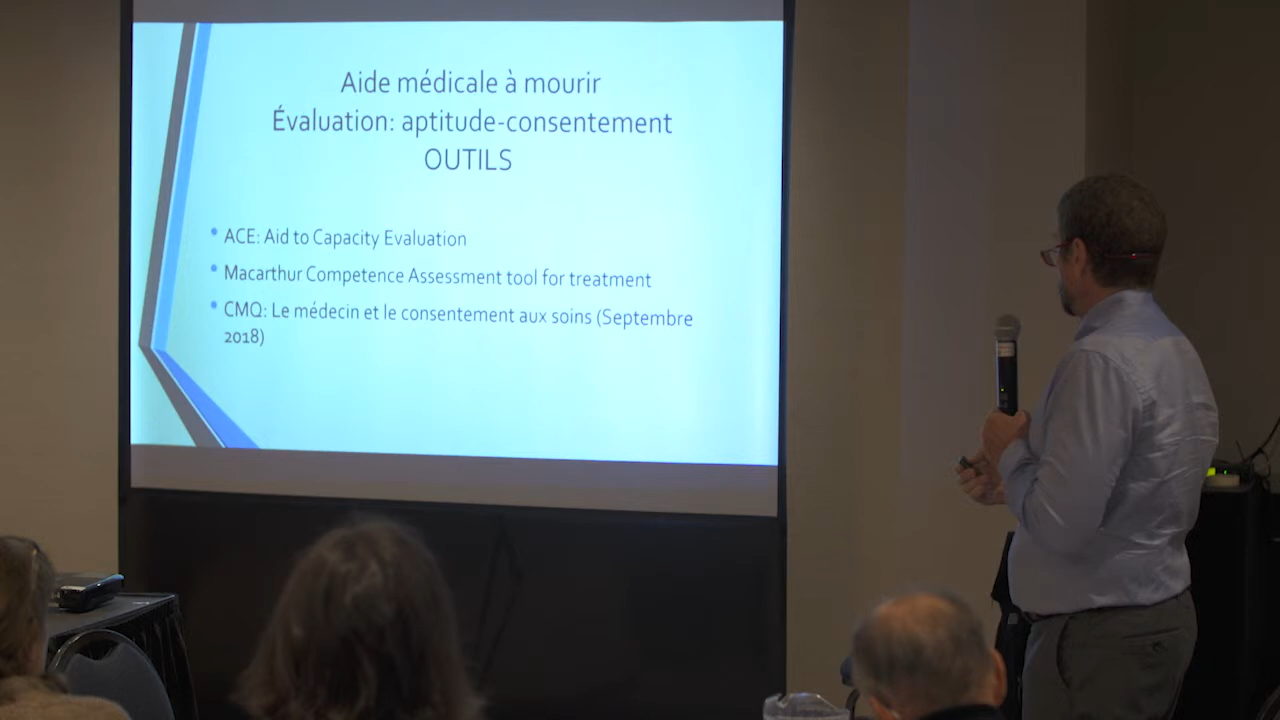 Aide médicale à mourir
Évaluation: aptitude-consentement
OUTILS
• ACE: Aid to Capacity Evaluation
• Macarthur Competence Assessment tool for treatment
• CMQ: Le médecin et le consentement aux soins (Septembre
2018)